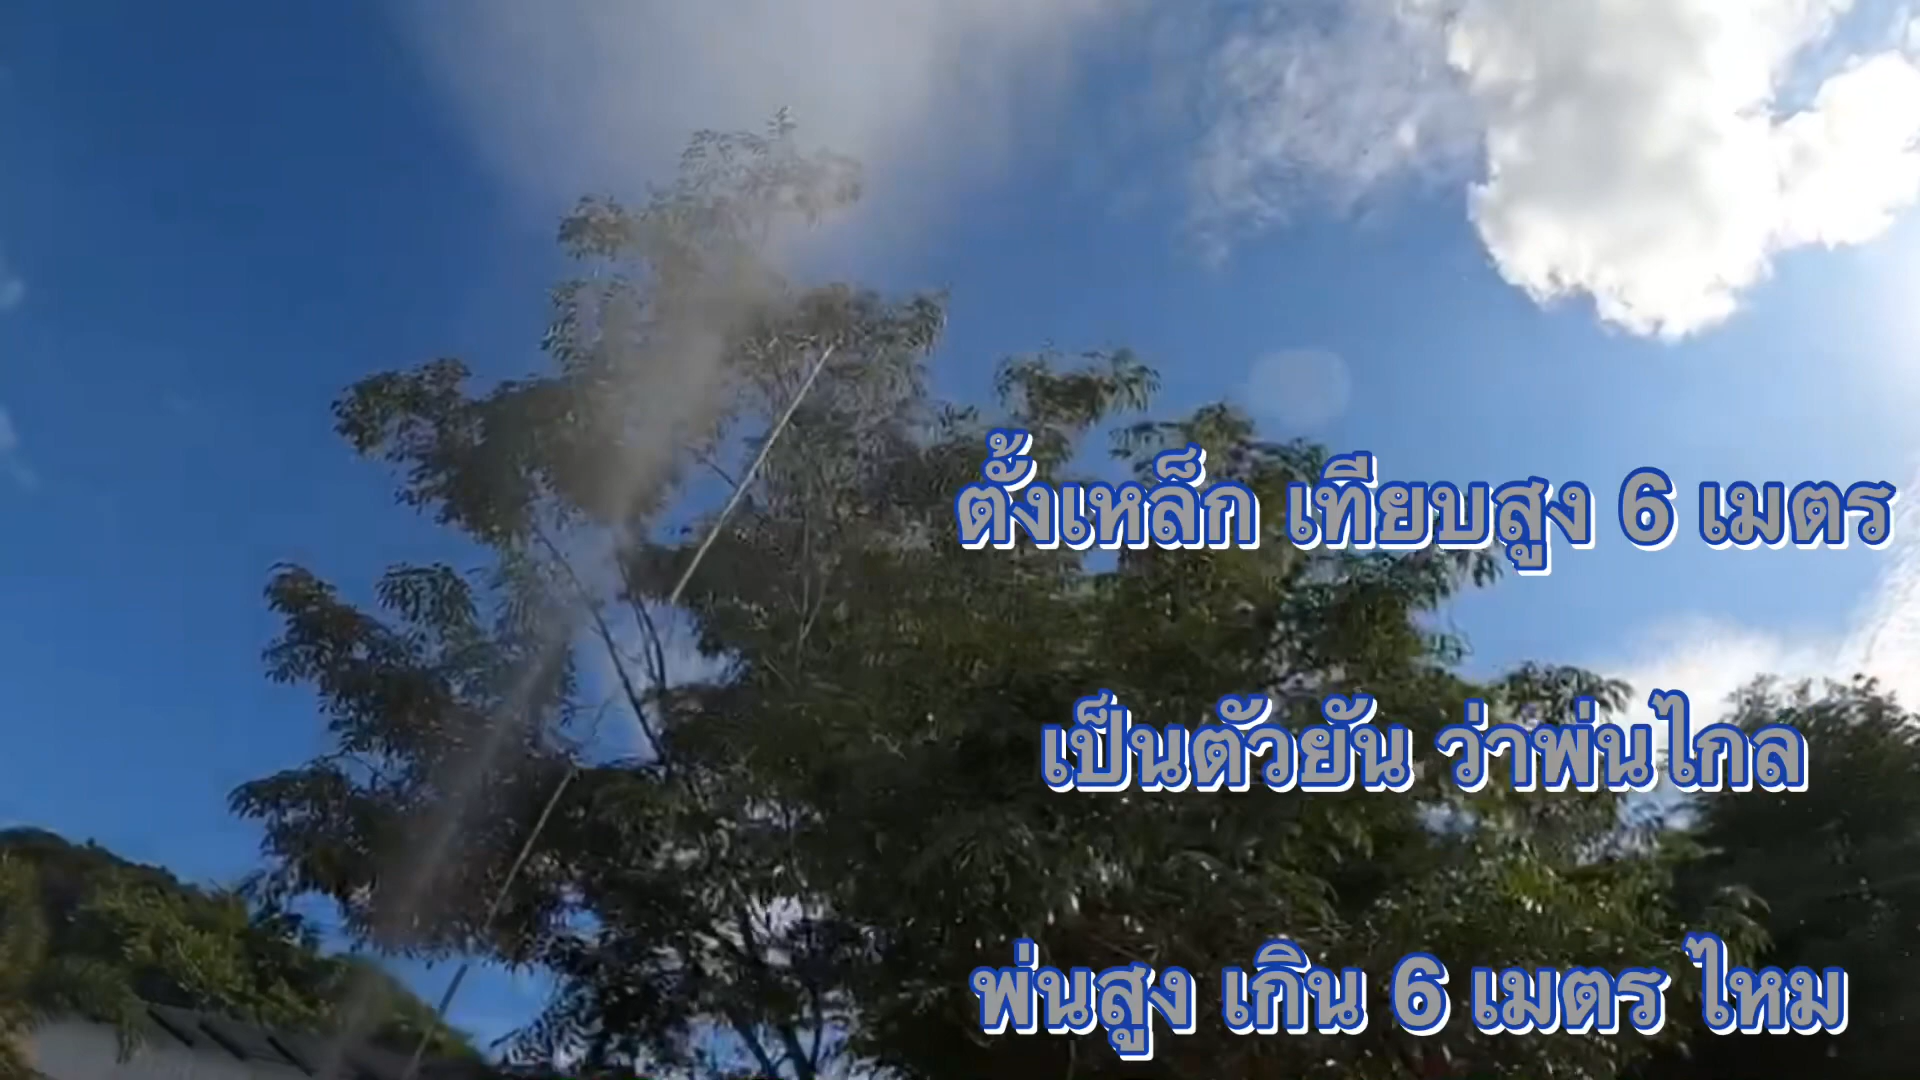 ตั้งเหล็ก เทียบสูง 6 เมตร
เป็นตัวยัน ว่าพ่นไกล
พ่นสูง เกิน 6 เมตร ไหม